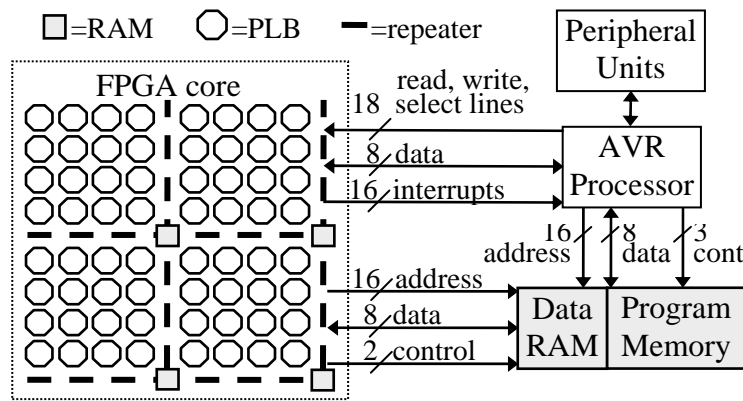 =RAM =PLB =repeater
FPGA core
read, write,
18 select lines
8 data
16 interrupts
Peripheral
Units
AVR
Processor
16 8 3
address data cont
16 address
8 data
2 control
Data
RAM
Program
Memory